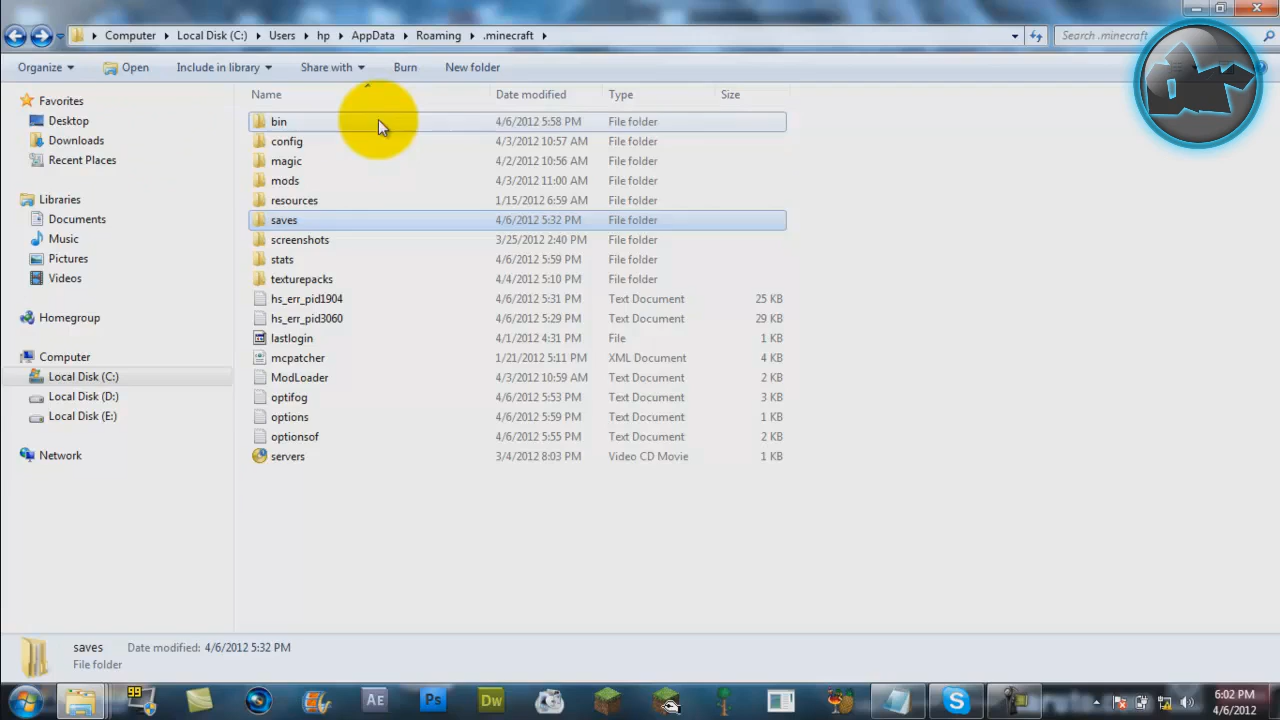 Computer Local Disk (C:) Users hp AppData Roaming .minecraft Search .minecraft
Organize Open Include in library Share with Burn New folder
Name Date modified Type Size
Favorites
Desktop
Downloads
Recent Places
Libraries
Documents
Music
Pictures
Videos
Homegroup
Computer
Local Disk (C:)
Local Disk (D:)
Local Disk (E:)
Network
bin 4/6/2012 5:58 PM File folder
config 4/3/2012 10:57 AM File folder
magic 4/2/2012 10:56 AM File folder
mods 4/3/2012 11:00 AM File folder
resources 1/15/2012 6:59 AM File folder
saves 4/6/2012 5:32 PM File folder
screenshots 3/25/2012 2:40 PM File folder
stats 4/6/2012 5:59 PM File folder
texturepacks 4/4/2012 5:10 PM File folder
hs_err_pid1904 4/6/2012 5:31 PM Text Document 25 KB
hs_err_pid3060 4/6/2012 5:29 PM Text Document 29 KB
lastlogin 4/1/2012 4:31 PM File 1 KB
mcpatcher 1/21/2012 5:11 PM XML Document 4 KB
ModLoader 4/3/2012 10:59 AM Text Document 2 KB
optifog 4/6/2012 5:53 PM Text Document 3 KB
options 4/6/2012 5:59 PM Text Document 1 KB
optionsof 4/6/2012 5:55 PM Text Document 2 KB
servers 3/4/2012 8:03 PM Video CD Movie 1 KB
saves Date modified: 4/6/2012 5:32 PM
File folder
99 AE Ps Dw
6:02 PM
4/6/2012